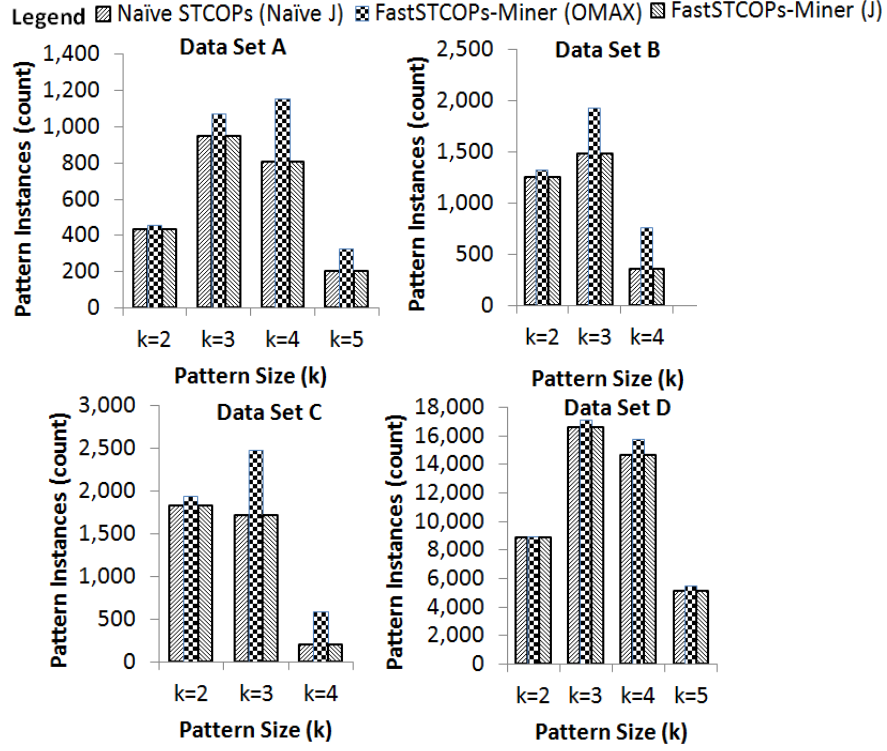 Legend Naïve STCOPs (Naïve J) FastSTCOPs-Miner (OMAX) FastSTCOPs-Miner (J)
Data Set A
Pattern Instances (count)
1,400
1,200
1,000
800
600
400
200
0
k=2 k=3 k=4 k=5
Pattern Size (k)
Data Set B
Pattern Instances (count)
2,500
2,000
1,500
1,000
500
0
k=2 k=3 k=4
Pattern Size (k)
Data Set C
Pattern Instances (count)
3,000
2,500
2,000
1,500
1,000
500
0
k=2 k=3 k=4
Pattern Size (k)
Data Set D
Pattern Instances (count)
18,000
16,000
14,000
12,000
10,000
8,000
6,000
4,000
2,000
0
k=2 k=3 k=4 k=5
Pattern Size (k)